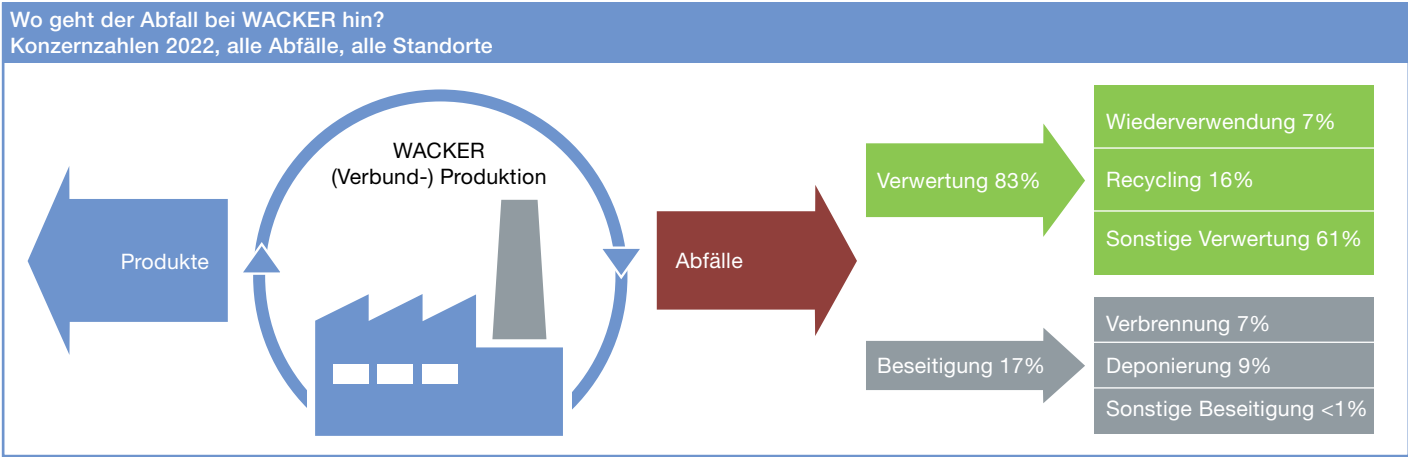 Wo geht der Abfall bei WACKER hin?
Konzernzahlen 2022, alle Abfälle, alle Standorte
Produkte
WACKER
(Verbund-) Produktion
Abfälle
Verwertung 83%
Wiederverwendung 7%
Recycling 16%
Sonstige Verwertung 61%
Beseitigung 17%
Verbrennung 7%
Deponierung 9%
Sonstige Beseitigung <1%